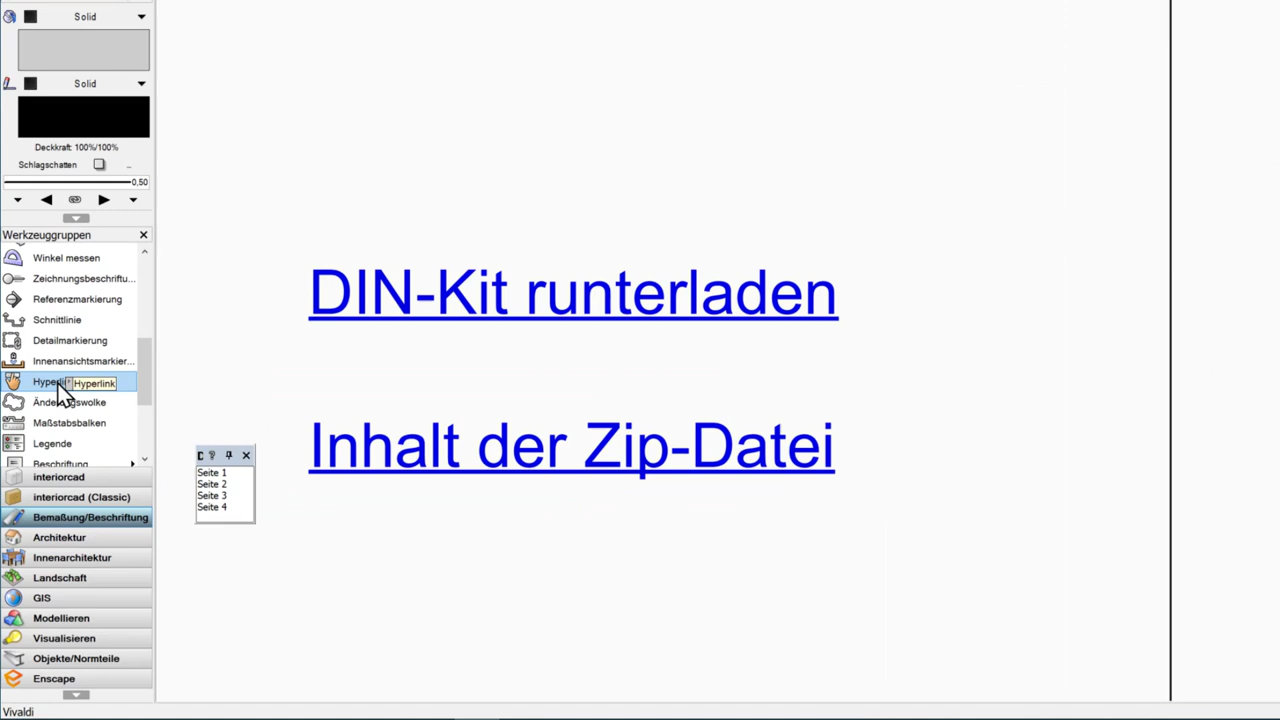 Solid
Solid
Deckkraft: 100%/100%
Schlagschatten
0,50
Werkzeuggruppen
Winkel messen
Zeichnungsbeschriftu...
Referenzmarkierung
Schnittlinie
Detailmarkierung
Innenansichtsmarkier...
Hyperlink
Maßstabsbalken
Legende
Beschriftung
interiorcad
interiorcad (Classic)
Bemaßung/Beschriftung
Architektur
Innenarchitektur
Landschaft
GIS
Modellieren
Visualisieren
Objekte/Normteile
Enscape
Vivaldi
DIN-Kit runterladen
Inhalt der Zip-Datei
Seite 1
Seite 2
Seite 3
Seite 4